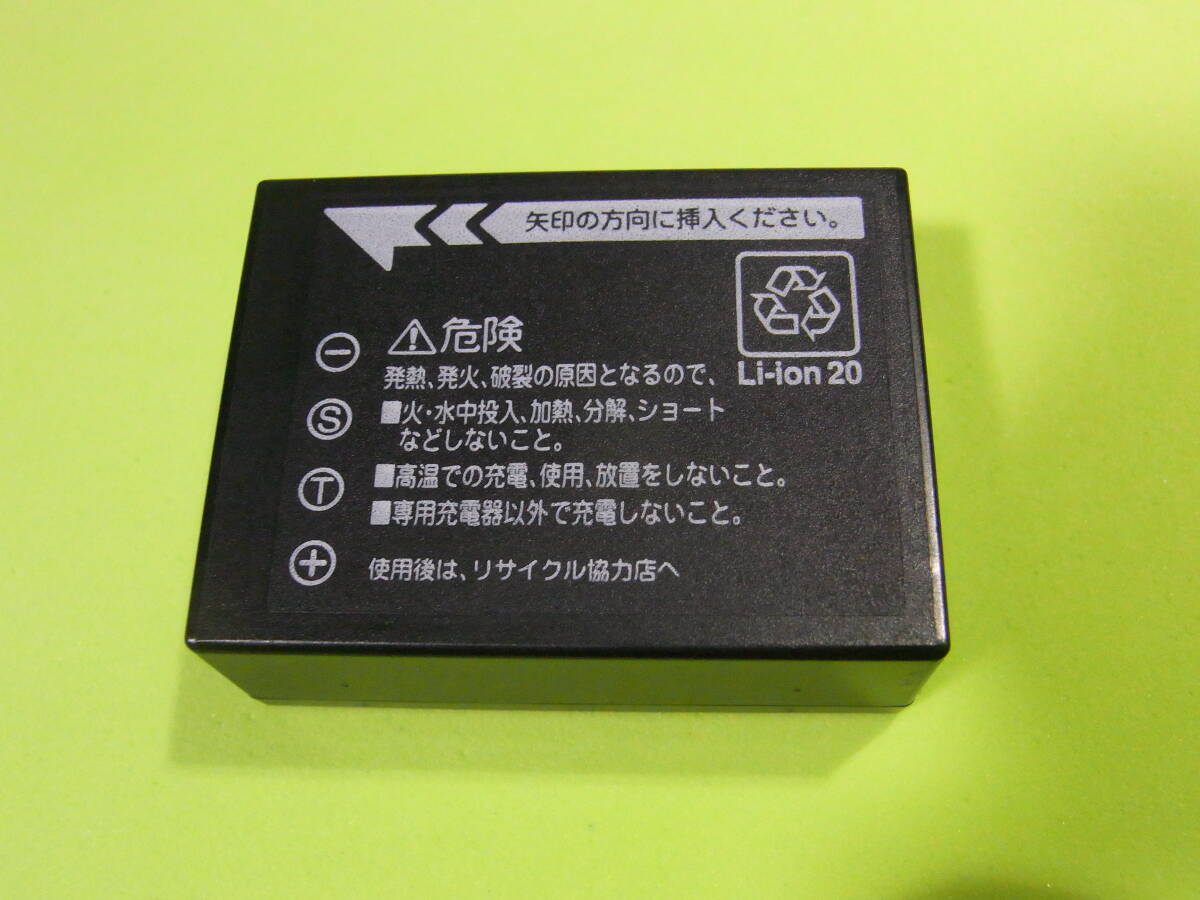 矢印の方向に挿入ください。
Li-ion 20
⚠危険
発熱、発火、破裂の原因となるので、
■火・水中投入、加熱、分解、ショート
などしないこと。
■高温での充電、使用、放置をしないこと。
■専用充電器以外で充電しないこと。
使用後は、リサイクル協力店へ
−
S
T
+